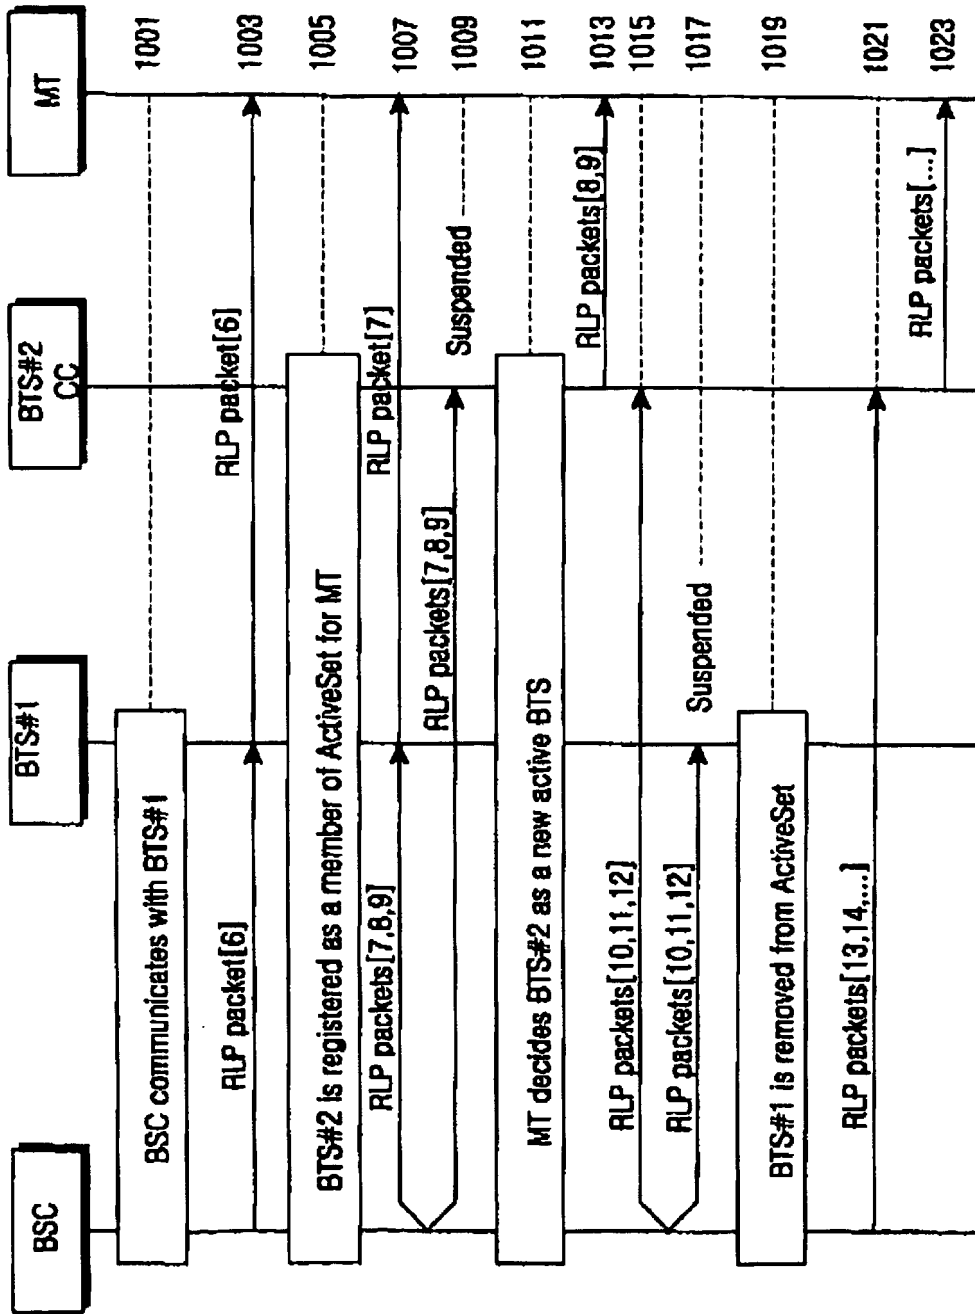 BSC
BTS#1
BTS#2
CC
MT
BSC communicates with BTS#1
1001
RLP packet[6]
RLP packet[6]
1003
BTS#2 is registered as a member of ActiveSet for MT
1005
RLP packets[7,8,9]
RLP packet[7]
1007
RLP packets[7,8,9]
Suspended
1009
MT decides BTS#2 as a new active BTS
1011
RLP packets[8,9]
1013
RLP packets[10,11,12]
1015
RLP packets[10,11,12]
Suspended
1017
BTS#1 is removed from ActiveSet
1019
RLP packets[13,14,...]
1021
RLP packets[...]
1023